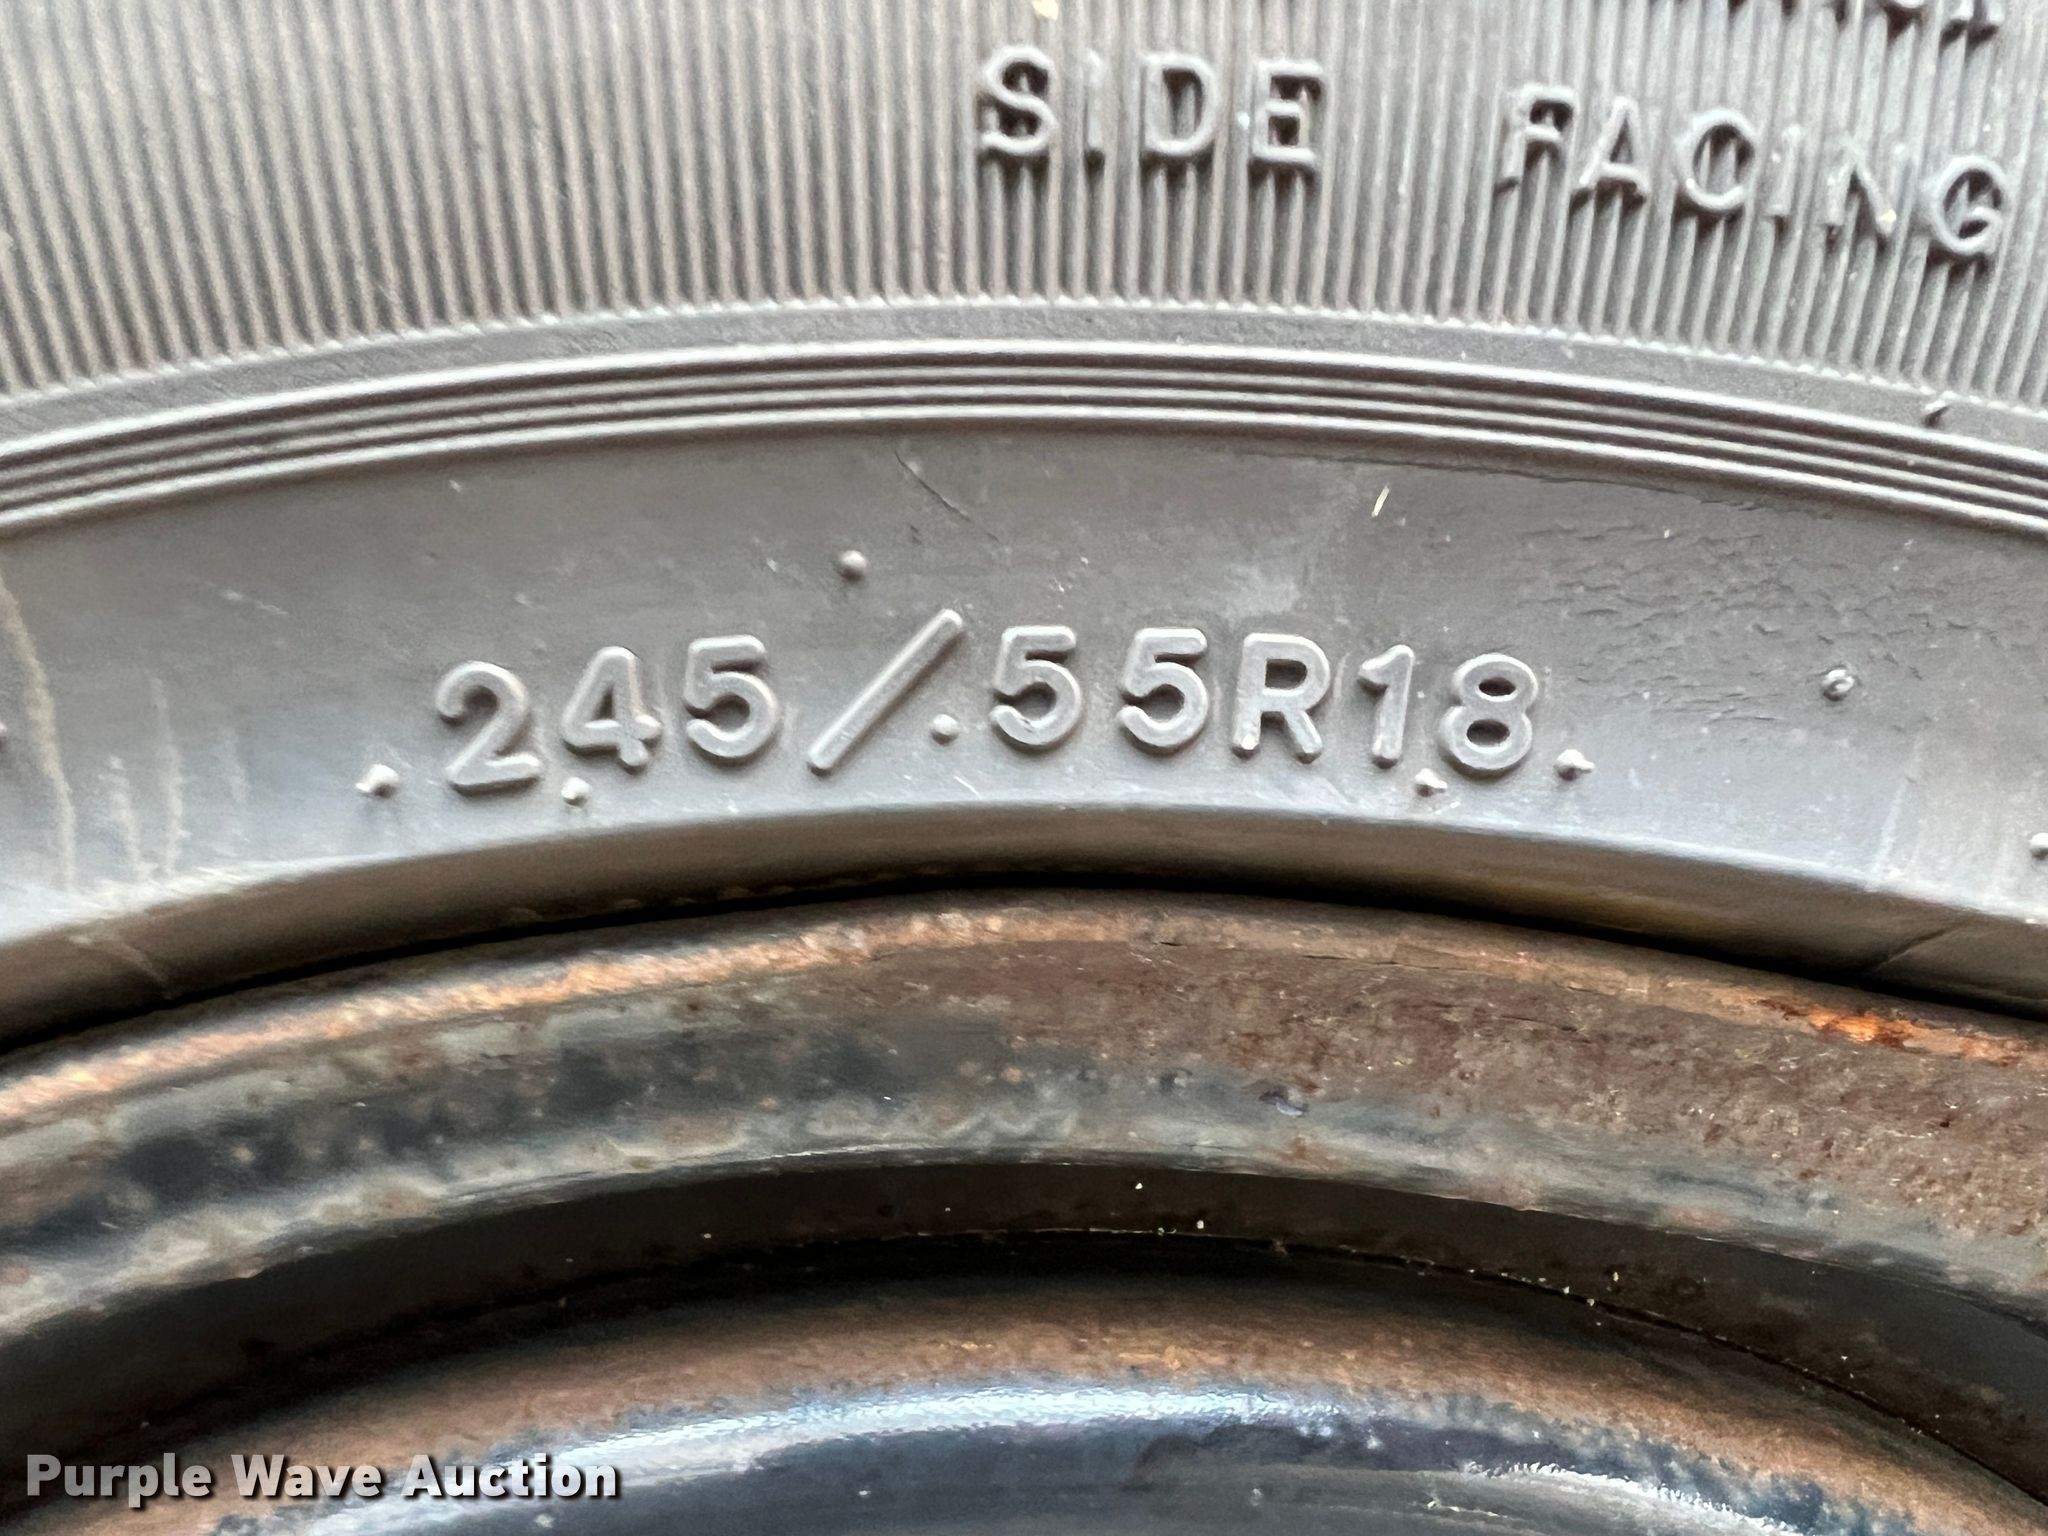 SIDE FACING
245/55R18
Purple Wave Auction